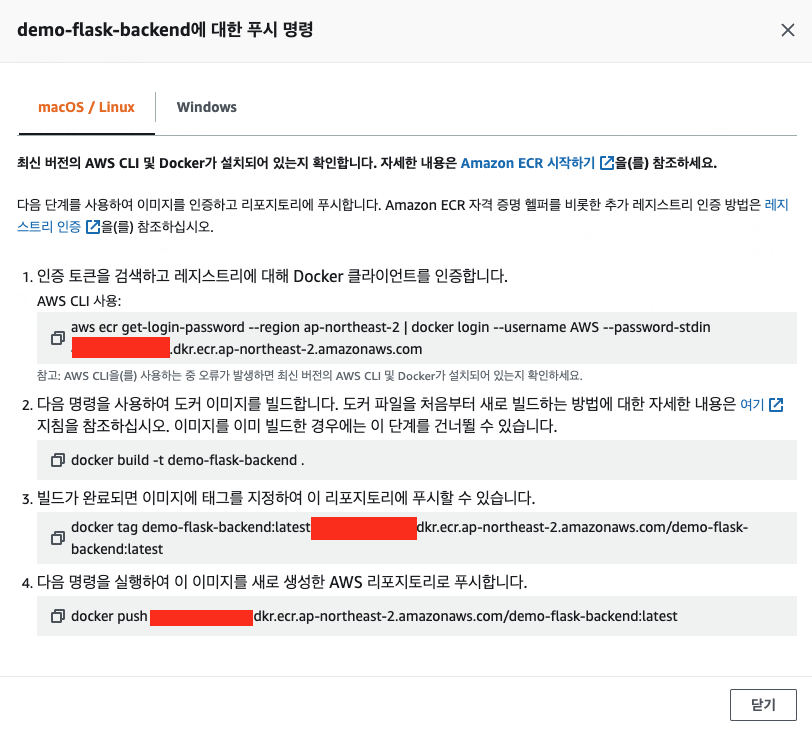 demo-flask-backend에 대한 푸시 명령
macOS / Linux
Windows
최신 버전의 AWS CLI 및 Docker가 설치되어 있는지 확인합니다. 자세한 내용은 Amazon ECR 시작하기 을(를) 참조하세요.
다음 단계를 사용하여 이미지를 인증하고 리포지토리에 푸시합니다. Amazon ECR 자격 증명 헬퍼를 비롯한 추가 레지스트리 인증 방법은 레지
스트리 인증 을(를) 참조하십시오.
1. 인증 토큰을 검색하고 레지스트리에 대해 Docker 클라이언트를 인증합니다.
AWS CLI 사용:
aws ecr get-login-password --region ap-northeast-2 | docker login --username AWS --password-stdin
.dkr.ecr.ap-northeast-2.amazonaws.com
참고: AWS CLI을(를) 사용하는 중 오류가 발생하면 최신 버전의 AWS CLI 및 Docker가 설치되어 있는지 확인하세요.
2. 다음 명령을 사용하여 도커 이미지를 빌드합니다. 도커 파일을 처음부터 새로 빌드하는 방법에 대한 자세한 내용은 여기
지침을 참조하십시오. 이미지를 이미 빌드한 경우에는 이 단계를 건너뛸 수 있습니다.
docker build -t demo-flask-backend .
3. 빌드가 완료되면 이미지에 태그를 지정하여 이 리포지토리에 푸시할 수 있습니다.
docker tag demo-flask-backend:latest dkr.ecr.ap-northeast-2.amazonaws.com/demo-flask-
backend:latest
4. 다음 명령을 실행하여 이 이미지를 새로 생성한 AWS 리포지토리로 푸시합니다.
docker push dkr.ecr.ap-northeast-2.amazonaws.com/demo-flask-backend:latest
닫기